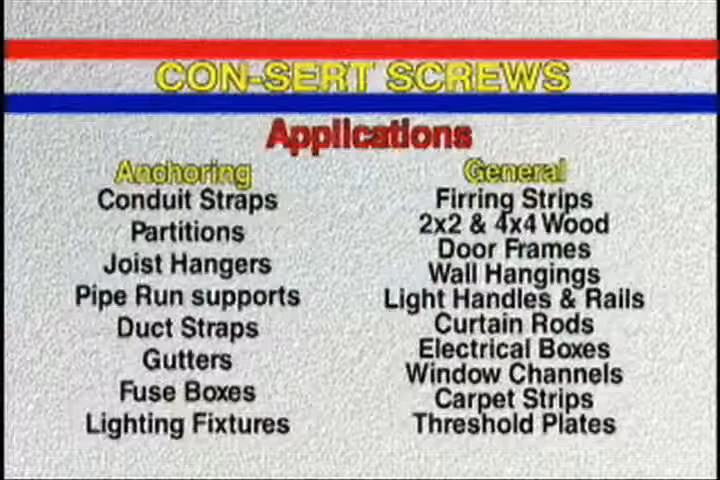 CON-SERT SCREWS
Applications
Anchoring
Conduit Straps
Partitions
Joist Hangers
Pipe Run supports
Duct Straps
Gutters
Fuse Boxes
Lighting Fixtures
General
Firring Strips
2x2 & 4x4 Wood
Door Frames
Wall Hangings
Light Handles & Rails
Curtain Rods
Electrical Boxes
Window Channels
Carpet Strips
Threshold Plates